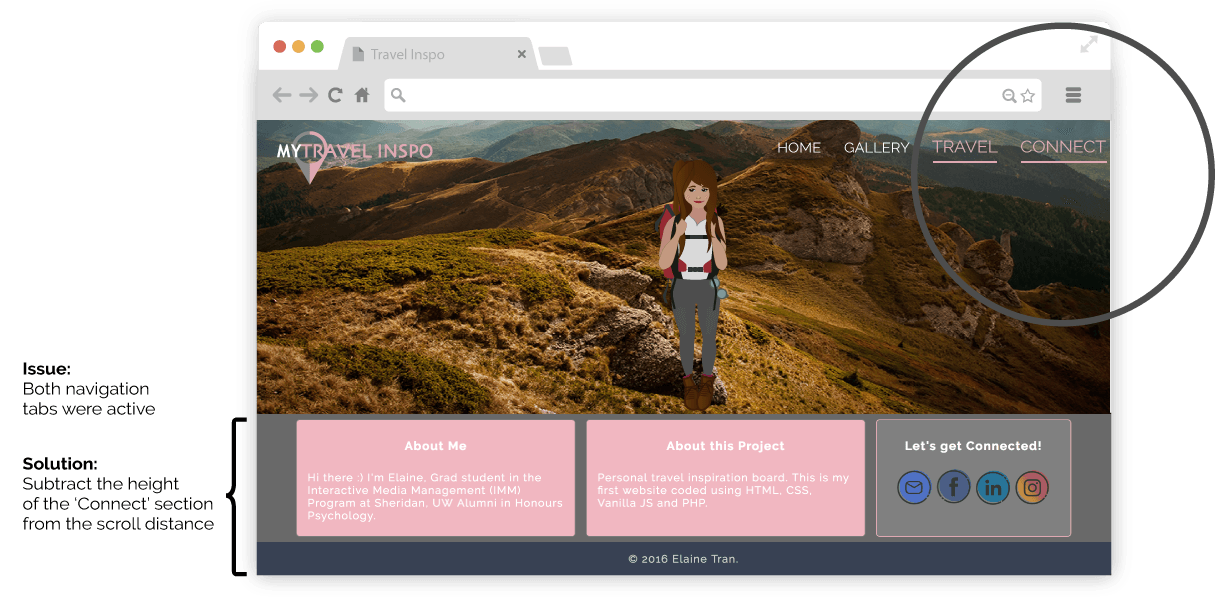 Travel Inspo
MYTRAVEL INSPO
HOME GALLERY TRAVEL CONNECT
Issue:
Both navigation
tabs were active
Solution:
Subtract the height
of the ‘Connect’ section
from the scroll distance
About Me
Hi there :) I'm Elaine, Grad student in the
Interactive Media Management (IMM)
Program at Sheridan, UW Alumni in Honours
Psychology.
About this Project
Personal travel inspiration board. This is my
first website coded using HTML, CSS,
Vanilla JS and PHP.
Let's get Connected!
f
in
© 2016 Elaine Tran.